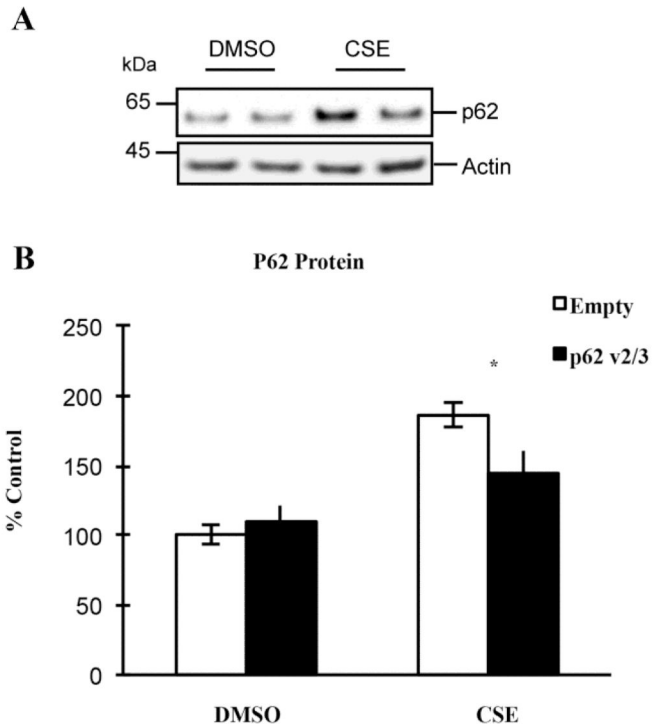 A
DMSO CSE
kDa
65
p62
45
Actin
B
P62 Protein
Empty
p62 v2/3
250
200
150
100
50
0
% Control
*
DMSO CSE